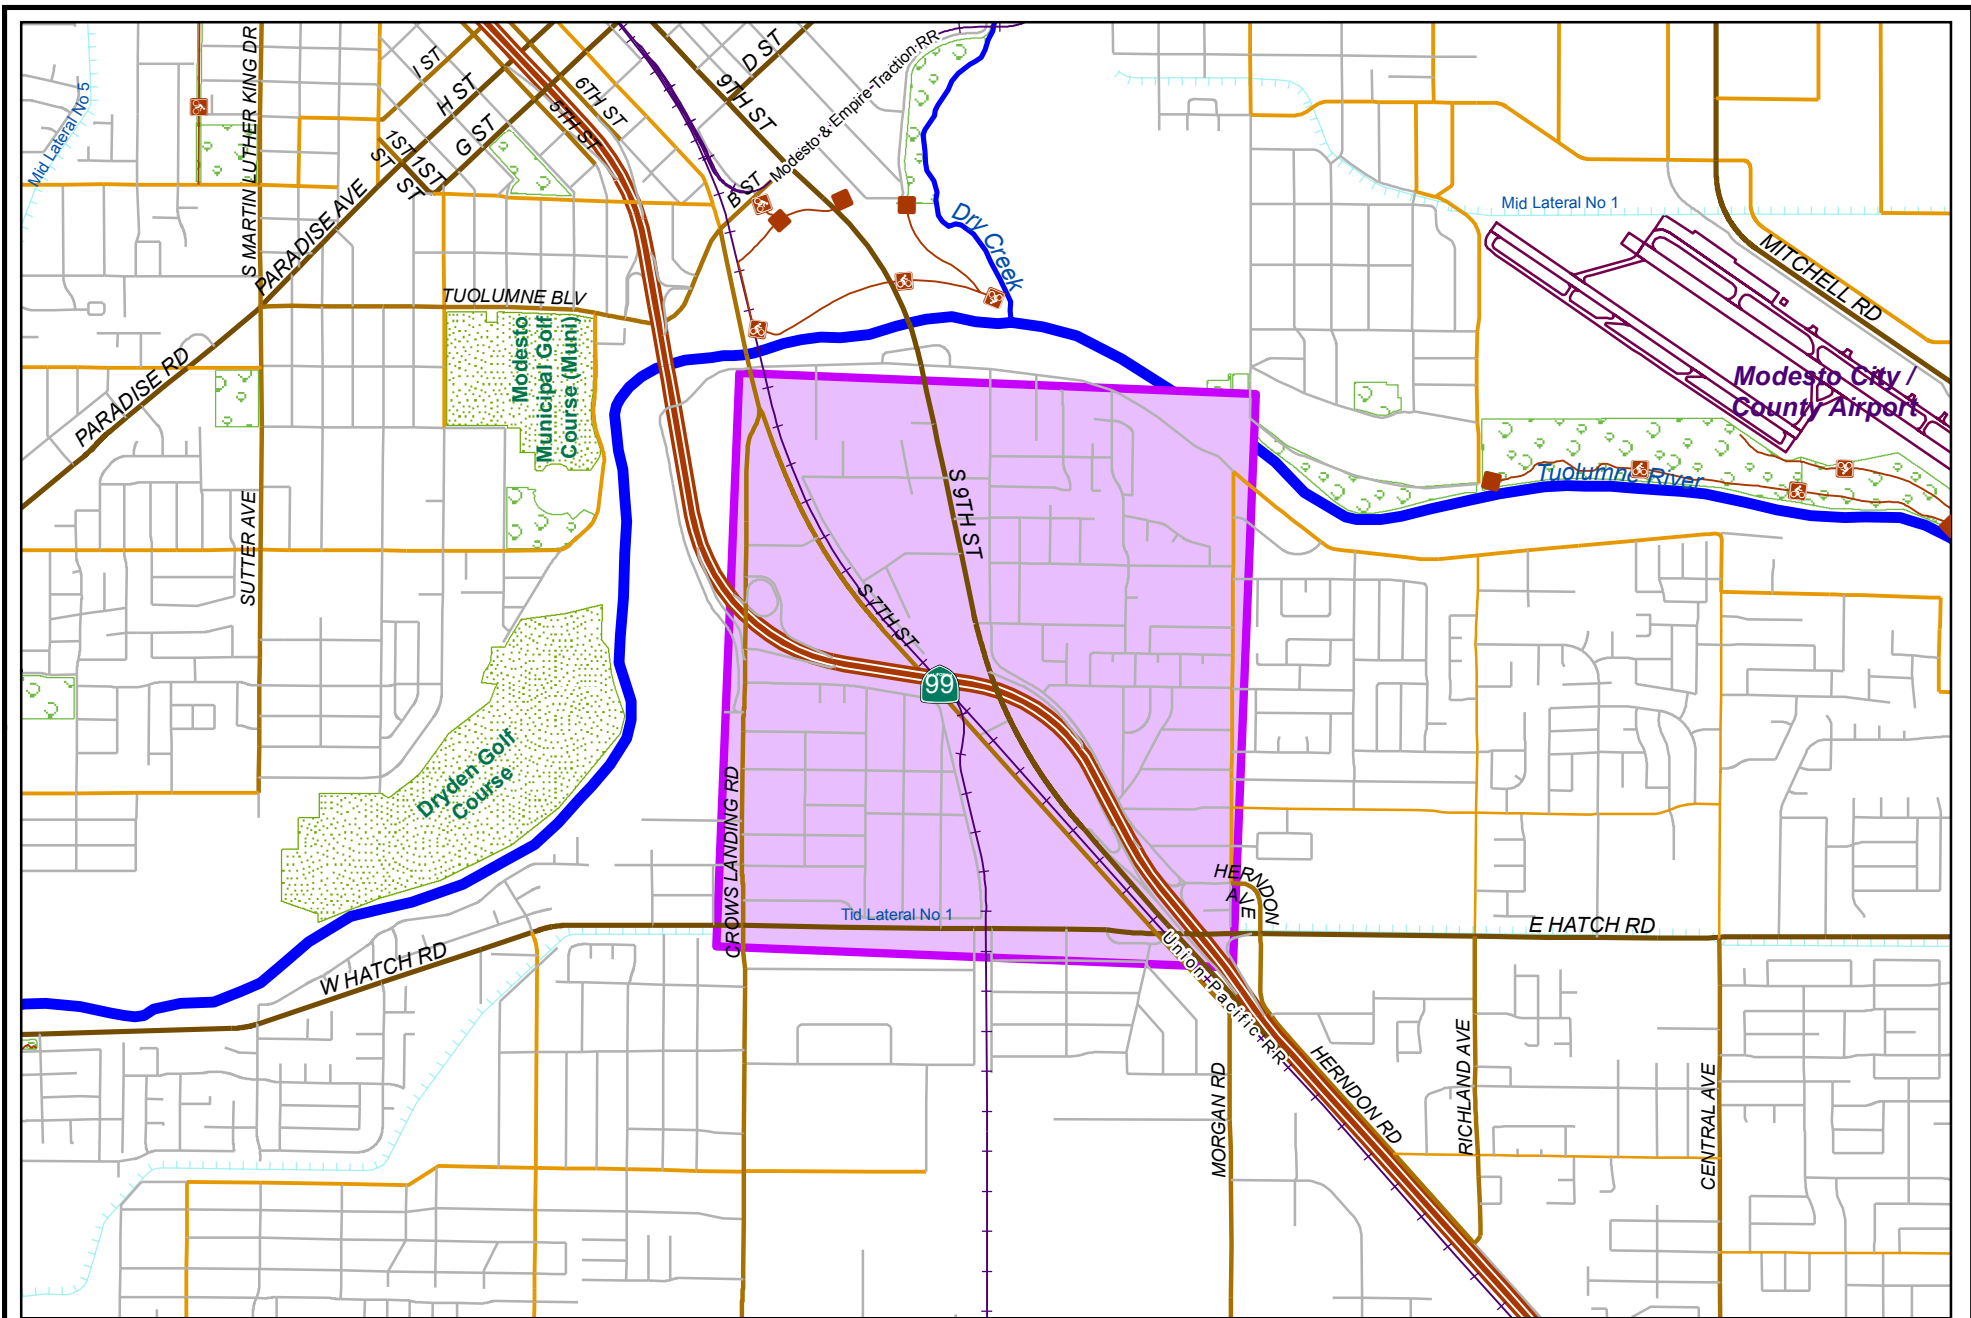 I ST
H ST
G ST
1ST
ST
1ST
ST
6TH ST
5TH ST
D ST
9TH ST
B ST
Modesto & Empire Traction RR
S MARTIN LUTHER KING DR
Mid Lateral No 5
PARADISE AVE
PARADISE RD
TUOLUMNE BLV
Modesto
Municipal Golf
Course (Muni)
Dry Creek
Mid Lateral No 1
MITCHELL RD
Modesto City /
County Airport
Tuolumne River
SUTTER AVE
S 9TH ST
S 7TH ST
99
Dryden Golf
Course
CROWS LANDING RD
Tid Lateral No 1
HERNDON
AVE
E HATCH RD
W HATCH RD
Union Pacific RR
HERNDON RD
MORGAN RD
RICHLAND AVE
CENTRAL AVE